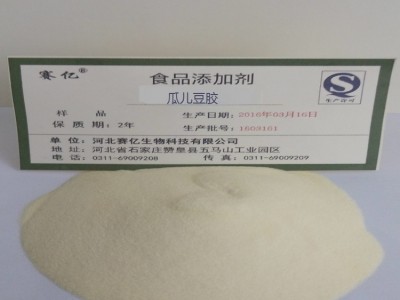 赛亿® 食品添加剂
瓜儿豆胶
样品 生产日期:2016年03月16日
保质期:2年 生产批号:1603161
单位:河北赛亿生物科技有限公司
地址:河北省石家庄赞皇县五马山工业园区
电话:0311-69009208 传真:0311-69009209
生产许可